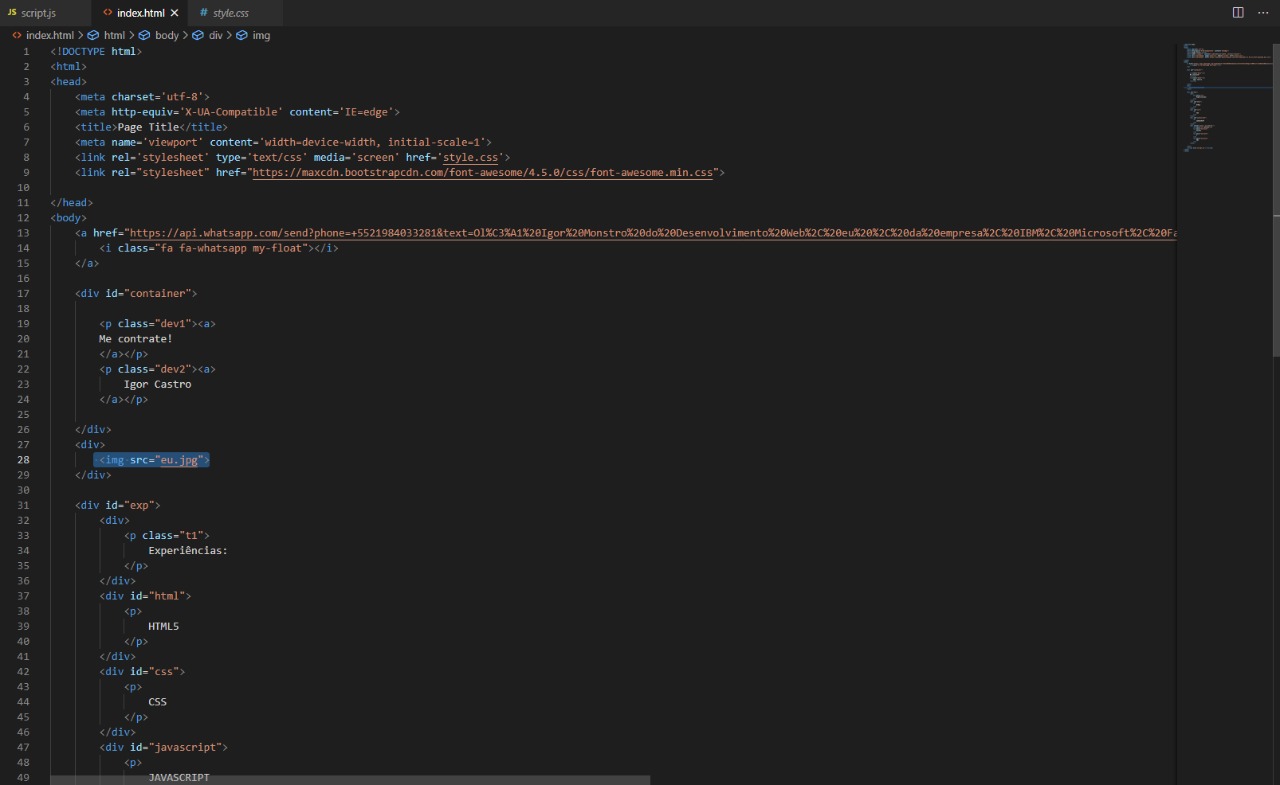 JS script.js <> index.html # style.css
<> index.html > html > body > div > img
1 <!DOCTYPE html>
2 <html>
3 <head>
4 <meta charset='utf-8'>
5 <meta http-equiv='X-UA-Compatible' content='IE=edge'>
6 <title>Page Title</title>
7 <meta name='viewport' content='width=device-width, initial-scale=1'>
8 <link rel='stylesheet' type='text/css' media='screen' href='style.css'>
9 <link rel="stylesheet" href="https://maxcdn.bootstrapcdn.com/font-awesome/4.5.0/css/font-awesome.min.css">
10
11 </head>
12 <body>
13 <a href="https://api.whatsapp.com/send?phone=+5521984033281&text=Ol%C3%A1%20Igor%20Monstro%20do%20Desenvolvimento%20Web%2C%20eu%20%2C%20da%20empresa%2C%20IBM%2C%20Microsoft%2C%20Fa
14 <i class="fa fa-whatsapp my-float"></i>
15 </a>
16
17 <div id="container">
18
19 <p class="dev1"><a>
20 Me contrate!
21 </a></p>
22 <p class="dev2"><a>
23 Igor Castro
24 </a></p>
25
26 </div>
27 <div>
28 <img src="eu.jpg">
29 </div>
30
31 <div id="exp">
32 <div>
33 <p class="t1">
34 Experiências:
35 </p>
36 </div>
37 <div id="html">
38 <p>
39 HTML5
40 </p>
41 </div>
42 <div id="css">
43 <p>
44 CSS
45 </p>
46 </div>
47 <div id="javascript">
48 <p>
49 JAVASCRIPT